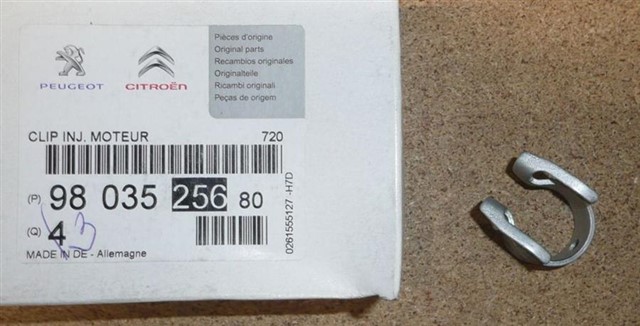 PEUGEOT
CITROËN
Pièces d'origine
Original parts
Recambios originales
Originalteile
Ricambi originali
Peças de origem
CLIP INJ. MOTEUR 720
(P) 98 035 256 80
(Q) 4
3
MADE IN DE - Allemagne
0261555127 -H7D